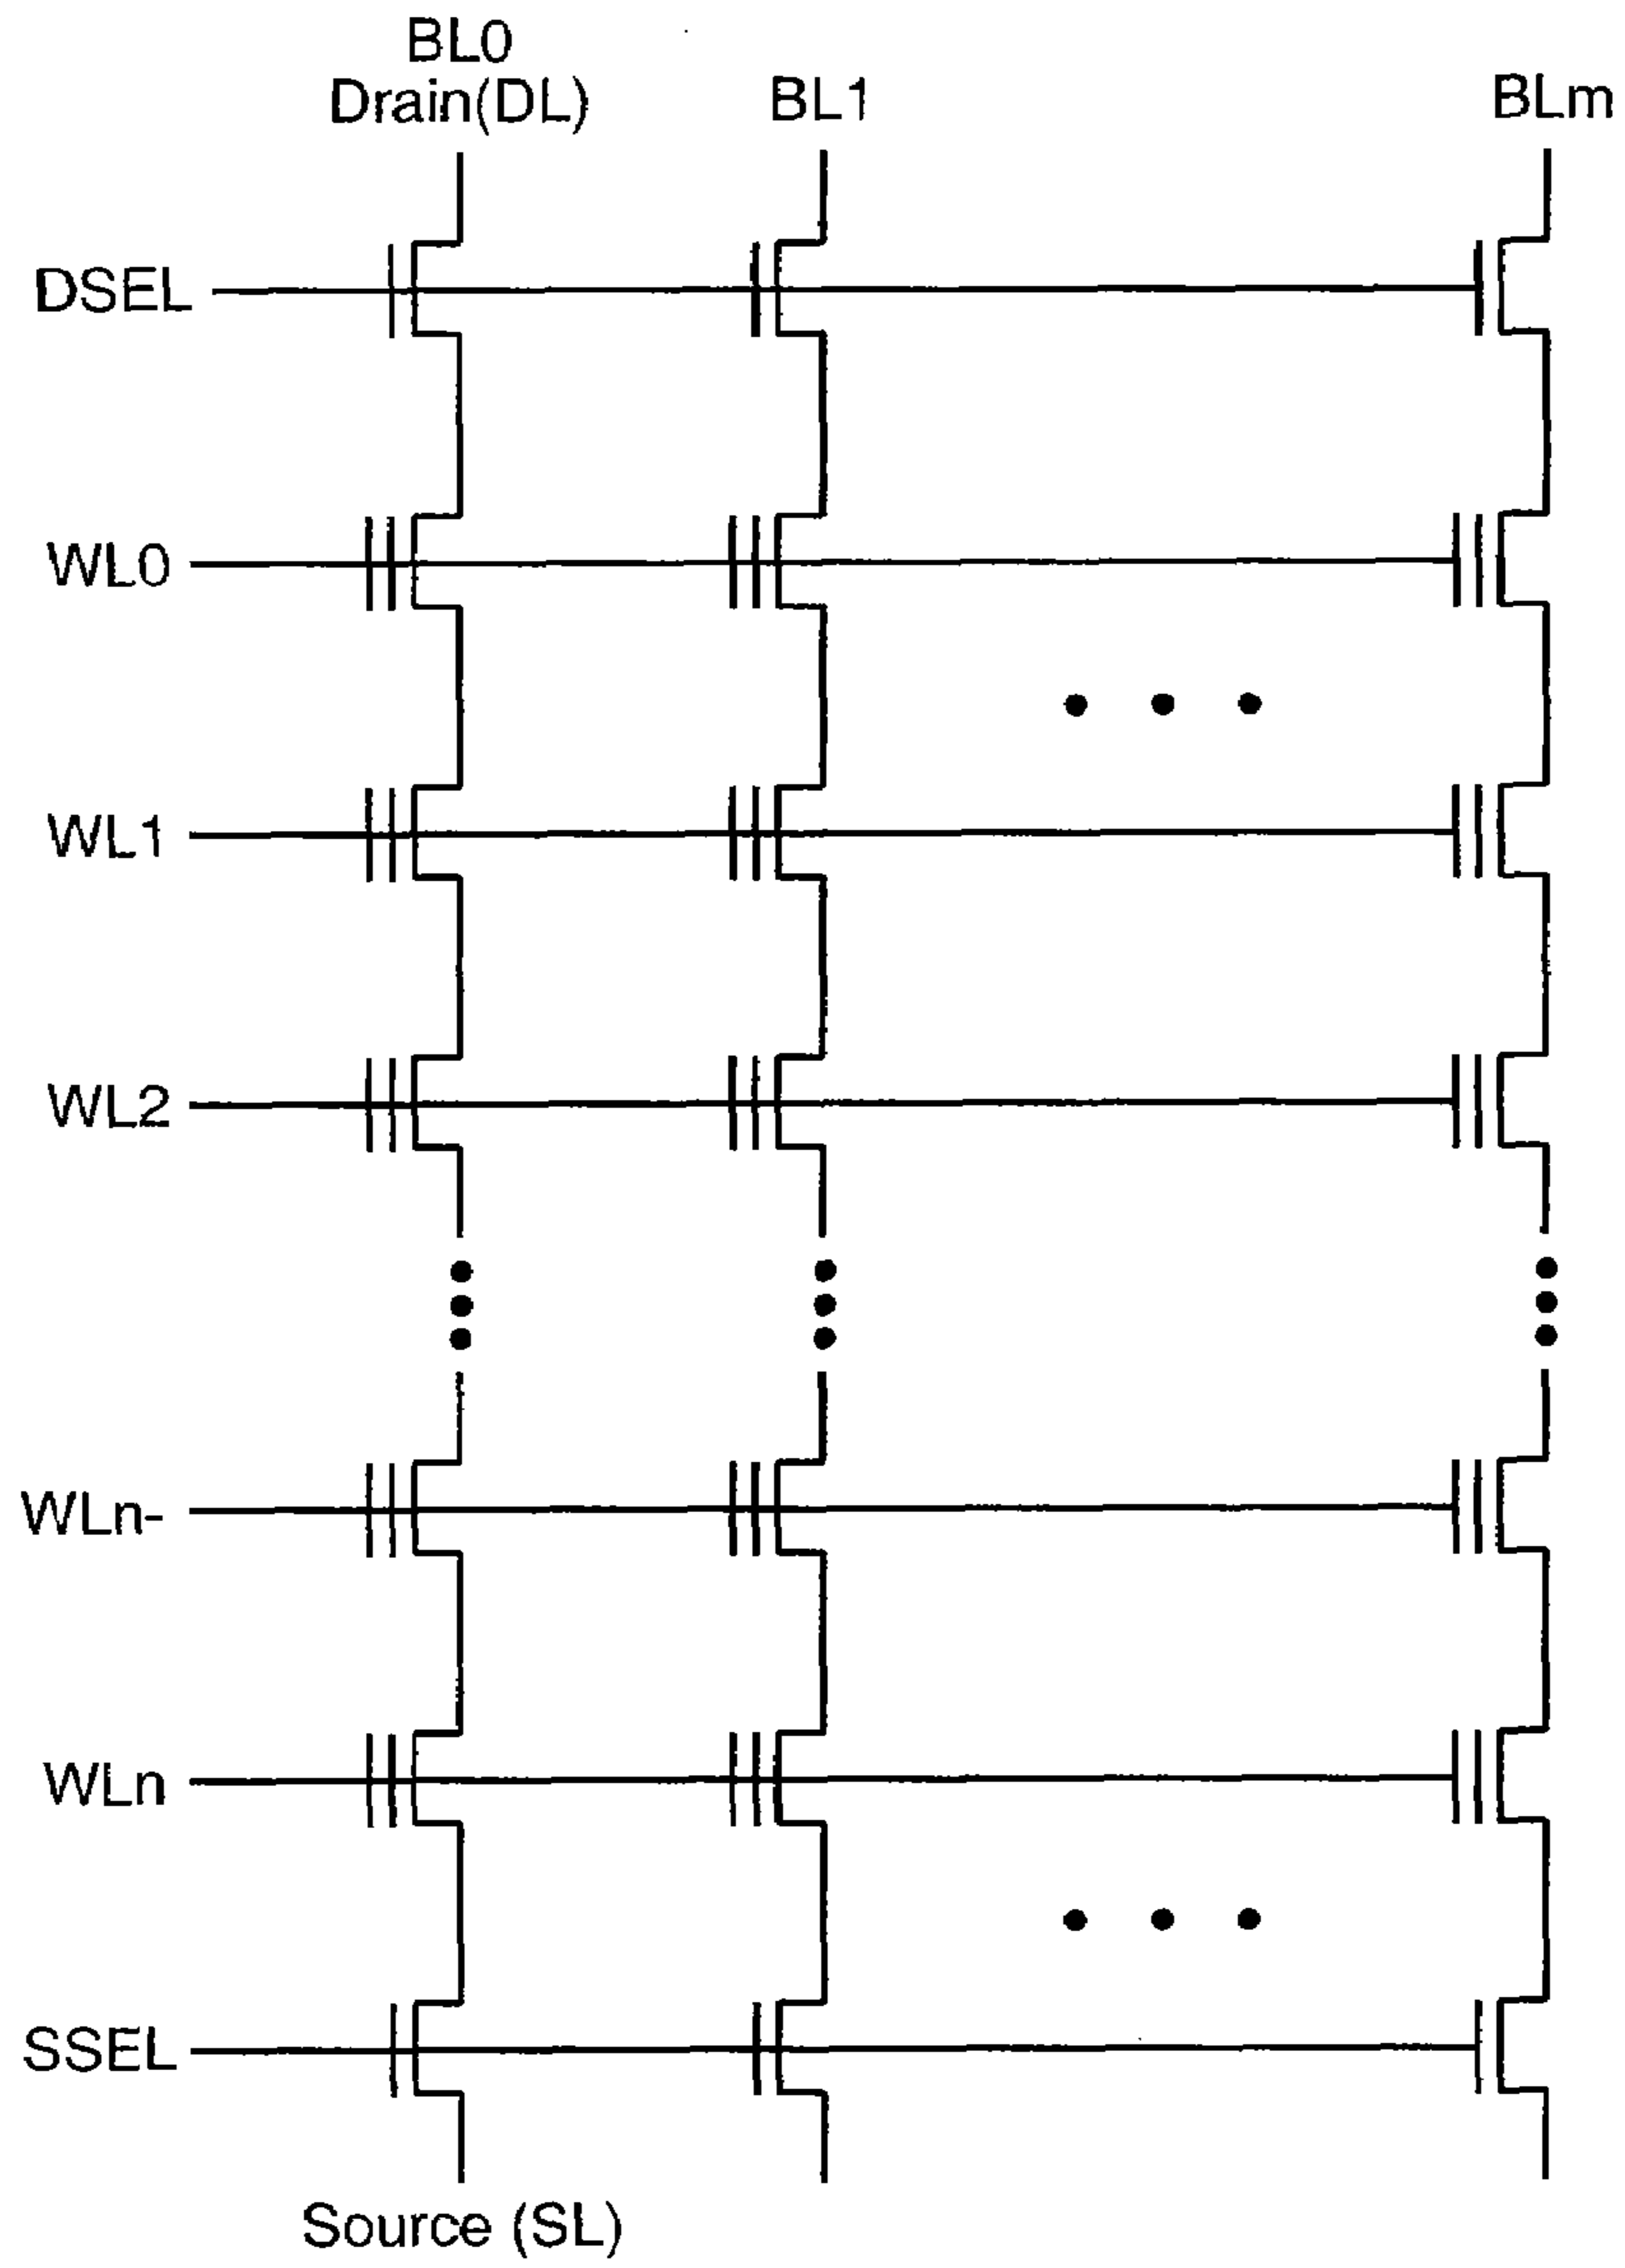 BL0
Drain(DL)
BL1
BLm
DSEL
WL0
WL1
WL2
WLn-
WLn
SSEL
Source (SL)